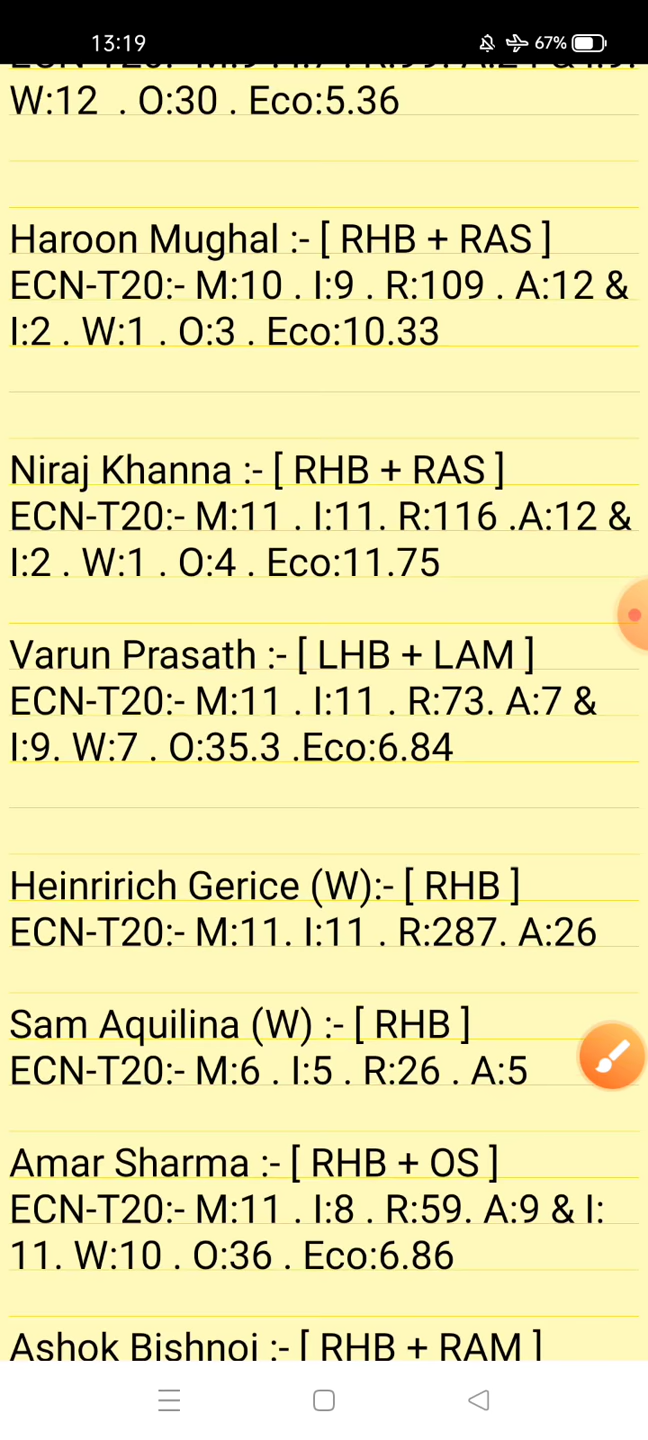 13:19
67%
W:12 . O:30 . Eco:5.36
Haroon Mughal :- [ RHB + RAS ]
ECN-T20:- M:10 . I:9 . R:109 . A:12 &
I:2 . W:1 . O:3 . Eco:10.33
Niraj Khanna :- [ RHB + RAS ]
ECN-T20:- M:11 . I:11. R:116 .A:12 &
I:2 . W:1 . O:4 . Eco:11.75
Varun Prasath :- [ LHB + LAM ]
ECN-T20:- M:11 . I:11 . R:73. A:7 &
I:9. W:7 . O:35.3 .Eco:6.84
Heinririch Gerice (W):- [ RHB ]
ECN-T20:- M:11. I:11 . R:287. A:26
Sam Aquilina (W) :- [ RHB ]
ECN-T20:- M:6 . I:5 . R:26 . A:5
Amar Sharma :- [ RHB + OS ]
ECN-T20:- M:11 . I:8 . R:59. A:9 & I:
11. W:10 . O:36 . Eco:6.86
Ashok Bishnoi :- [ RHB + RAM ]